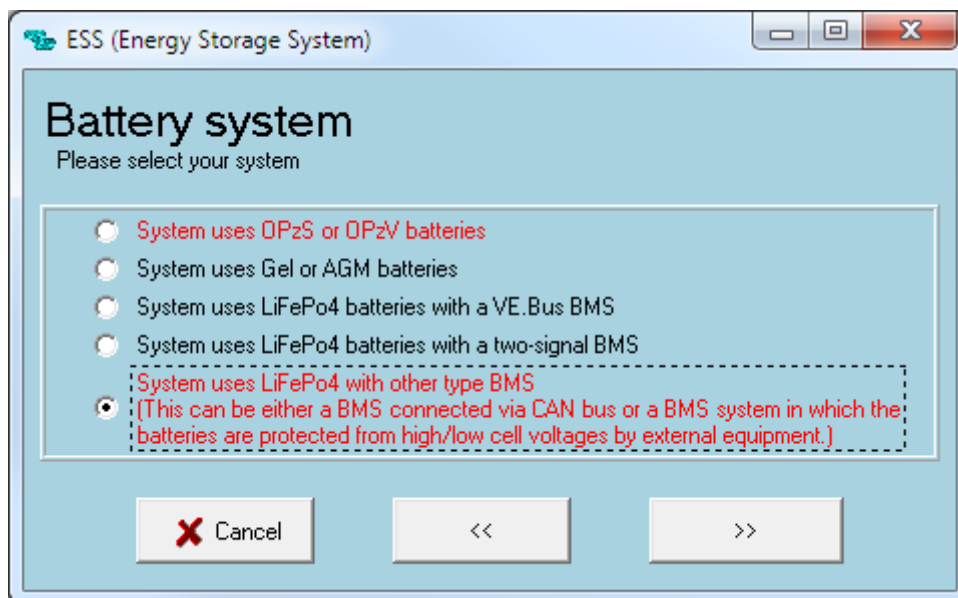 ESS (Energy Storage System)
Battery system
Please select your system
System uses OPzS or OPzV batteries
System uses Gel or AGM batteries
System uses LiFePo4 batteries with a VE.Bus BMS
System uses LiFePo4 batteries with a two-signal BMS
System uses LiFePo4 with other type BMS
(This can be either a BMS connected via CAN bus or a BMS system in which the
batteries are protected from high/low cell voltages by external equipment.)
Cancel
<<
>>